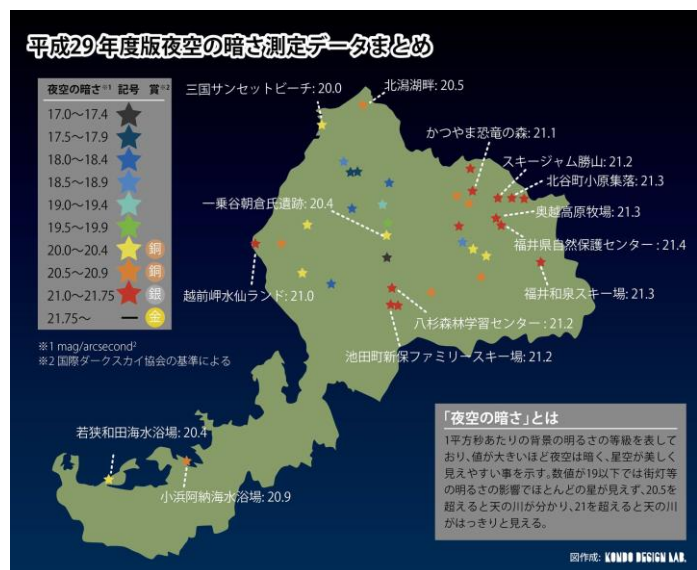 平成29年度版夜空の暗さ測定データまとめ
夜空の暗さ※1 記号 賞※2
17.0〜17.4
17.5〜17.9
18.0〜18.4
18.5〜18.9
19.0〜19.4
19.5〜19.9
20.0〜20.4 銅
20.5〜20.9 銅
21.0〜21.75 銀
21.75〜 ー 金
※1 mag/arcsecond²
※2 国際ダークスカイ協会の基準による
三国サンセットビーチ: 20.0
北潟湖畔: 20.5
かつやま恐竜の森: 21.1
スキージャム勝山: 21.2
北谷町小原集落: 21.3
一乗谷朝倉氏遺跡: 20.4
奥越高原牧場: 21.3
福井県自然保護センター : 21.4
越前岬水仙ランド: 21.0
福井和泉スキー場: 21.3
八杉森林学習センター : 21.2
池田町新保ファミリースキー場: 21.2
若狭和田海水浴場: 20.4
小浜阿納海水浴場: 20.9
「夜空の暗さ」とは
1平方秒あたりの背景の明るさの等級を表して
おり、値が大きいほど夜空は暗く、星空が美しく
見えやすい事を示す。数値が19以下では街灯等
の明るさの影響でほとんどの星が見えず、20.5を
超えると天の川が分かり、21を超えると天の川
がはっきりと見える。
図作成: KONDO DESIGN LAB.